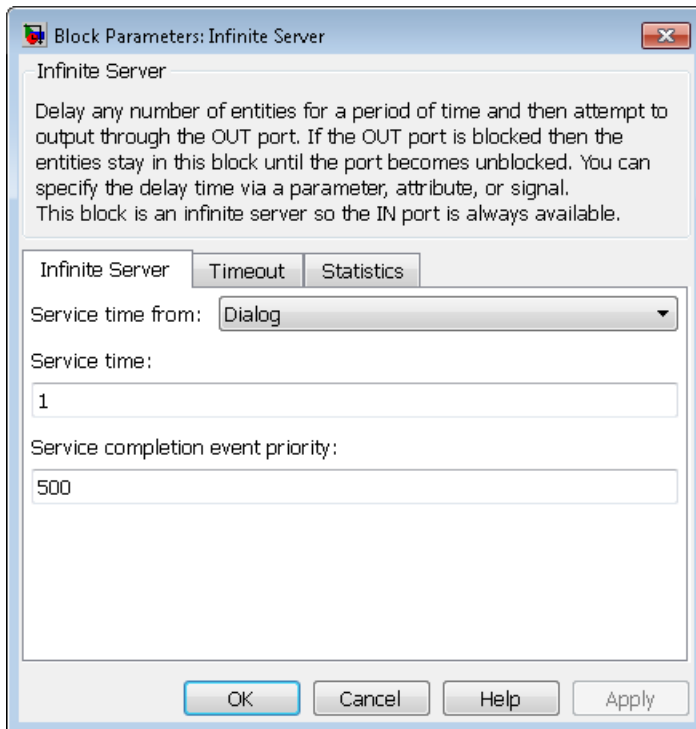 Block Parameters: Infinite Server
Infinite Server
Delay any number of entities for a period of time and then attempt to
output through the OUT port. If the OUT port is blocked then the
entities stay in this block until the port becomes unblocked. You can
specify the delay time via a parameter, attribute, or signal.
This block is an infinite server so the IN port is always available.
Infinite Server Timeout Statistics
Service time from: Dialog
Service time:
1
Service completion event priority:
500
OK Cancel Help Apply